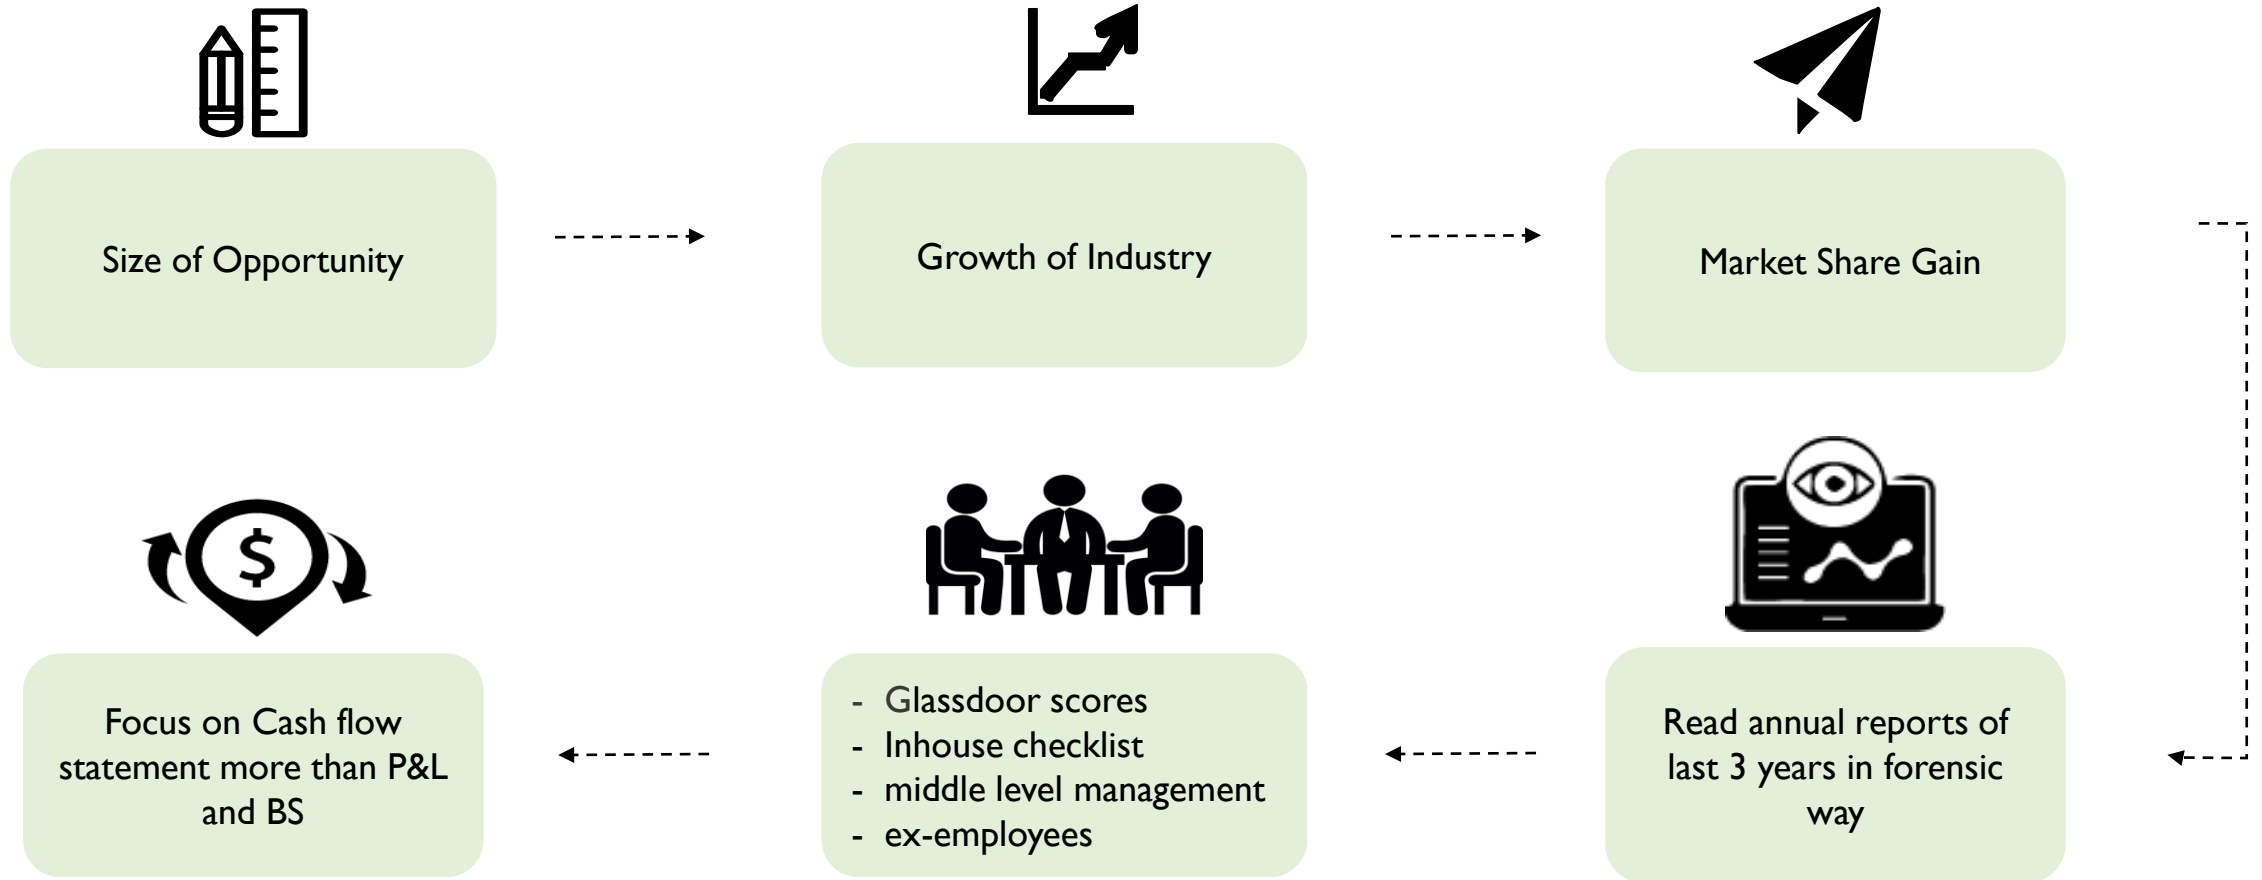 Size of Opportunity
Growth of Industry
Market Share Gain
$
Focus on Cash flow
statement more than P&L
and BS
- Glassdoor scores
- Inhouse checklist
- middle level management
- ex-employees
Read annual reports of
last 3 years in forensic
way